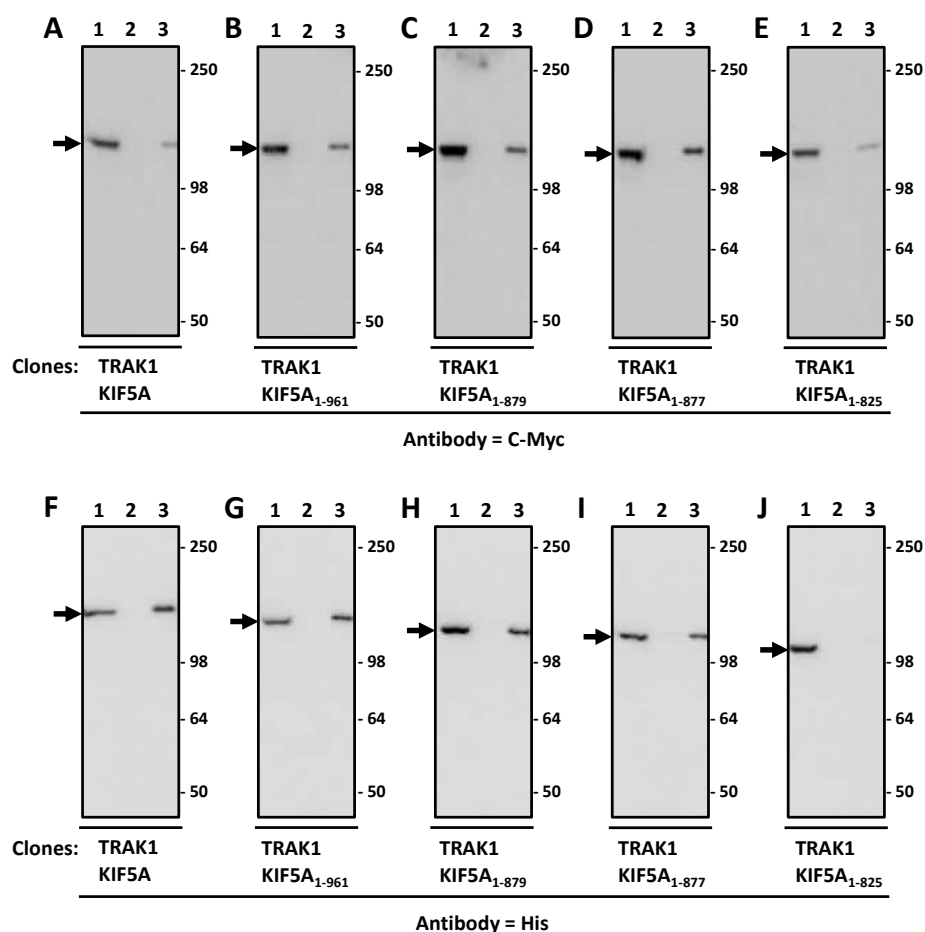 A 1 2 3 B 1 2 3 C 1 2 3 D 1 2 3 E 1 2 3
- 250 - 250 - 250 - 250 - 250
- 98 - 98 - 98 - 98 - 98
- 64 - 64 - 64 - 64 - 64
- 50 - 50 - 50 - 50 - 50
Clones: TRAK1 TRAK1 TRAK1 TRAK1 TRAK1
KIF5A KIF5A1-961 KIF5A1-879 KIF5A1-877 KIF5A1-825
Antibody = C-Myc
F 1 2 3 G 1 2 3 H 1 2 3 I 1 2 3 J 1 2 3
- 250 - 250 - 250 - 250 - 250
- 98 - 98 - 98 - 98 - 98
- 64 - 64 - 64 - 64 - 64
- 50 - 50 - 50 - 50 - 50
Clones: TRAK1 TRAK1 TRAK1 TRAK1 TRAK1
KIF5A KIF5A1-961 KIF5A1-879 KIF5A1-877 KIF5A1-825
Antibody = His